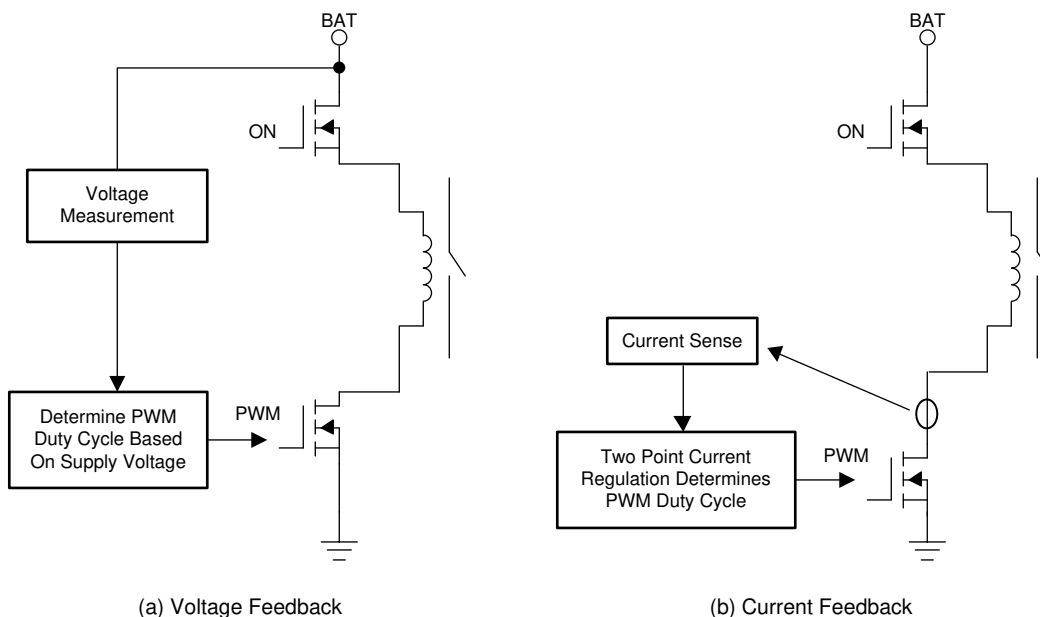 BAT
ON
Voltage
Measurement
Determine PWM
Duty Cycle Based
On Supply Voltage
PWM
(a) Voltage Feedback
BAT
ON
Current Sense
Two Point Current
Regulation Determines
PWM Duty Cycle
PWM
(b) Current Feedback